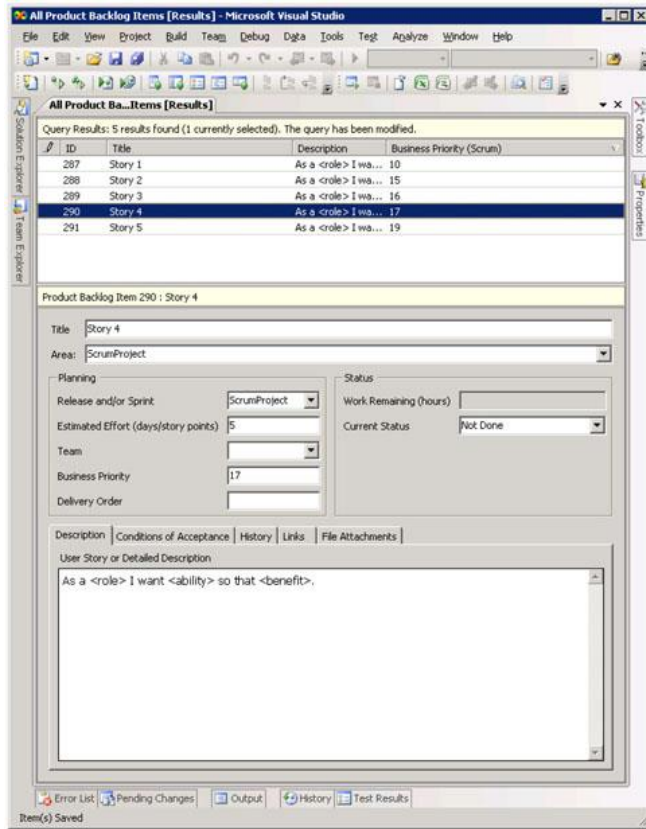 All Product Backlog Items [Results] - Microsoft Visual Studio
File Edit View Project Build Team Debug Data Tools Test Analyze Window Help
All Product Ba...Items [Results]
Solution Explorer
Team Explorer
Toolbox
Properties
Query Results: 5 results found (1 currently selected). The query has been modified.
ID Title Description Business Priority (Scrum)
287 Story 1 As a <role> I wa... 10
288 Story 2 As a <role> I wa... 15
289 Story 3 As a <role> I wa... 16
290 Story 4 As a <role> I wa... 17
291 Story 5 As a <role> I wa... 19
Product Backlog Item 290 : Story 4
Title Story 4
Area: ScrumProject
Planning Status
Release and/or Sprint ScrumProject Work Remaining (hours)
Estimated Effort (days/story points) 5 Current Status Not Done
Team
Business Priority 17
Delivery Order
Description Conditions of Acceptance History Links File Attachments
User Story or Detailed Description
As a <role> I want <ability> so that <benefit>.
Error List Pending Changes Output History Test Results
Item(s) Saved